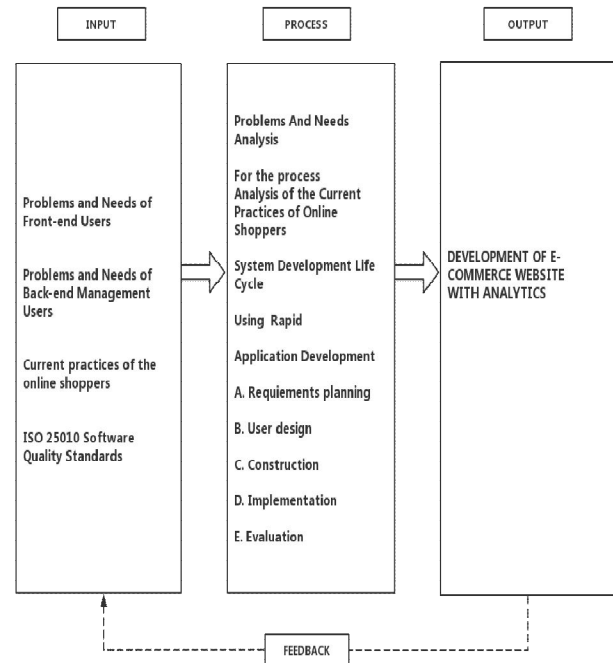 INPUT
PROCESS
OUTPUT
Problems and Needs of
Front-end Users
Problems and Needs of
Back-end Management
Users
Current practices of the
online shoppers
ISO 25010 Software
Quality Standards
Problems And Needs
Analysis
For the process
Analysis of the Current
Practices of Online
Shoppers
System Development Life
Cycle
Using Rapid
Application Development
A. Requiements planning
B. User design
C. Construction
D. Implementation
E. Evaluation
DEVELOPMENT OF E-
COMMERCE WEBSITE
WITH ANALYTICS
FEEDBACK